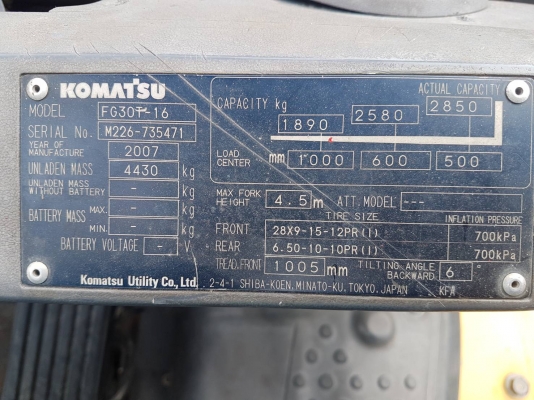 KOMATSU
MODEL FG30T-16
SERIAL No. M226-735471
YEAR OF MANUFACTURE 2007
UNLADEN MASS 4430 kg
UNLADEN MASS WITHOUT BATTERY - kg
BATTERY MASS MAX. - kg
MIN. - kg
BATTERY VOLTAGE - V
Komatsu Utility Co., Ltd. 2-4-1 SHIBA-KOEN, MINATO-KU, TOKYO, JAPAN KFA
ACTUAL CAPACITY
CAPACITY kg 1890 2580 2850
LOAD CENTER mm 1000 600 500
MAX FORK HEIGHT 4.5 m ATT. MODEL ---
TIRE SIZE INFLATION PRESSURE
FRONT 28X9-15-12PR(I) 700kPa
REAR 6.50-10-10PR(I) 700kPa
TREAD.FRONT 1005 mm TILTING ANGLE BACKWARD 6°